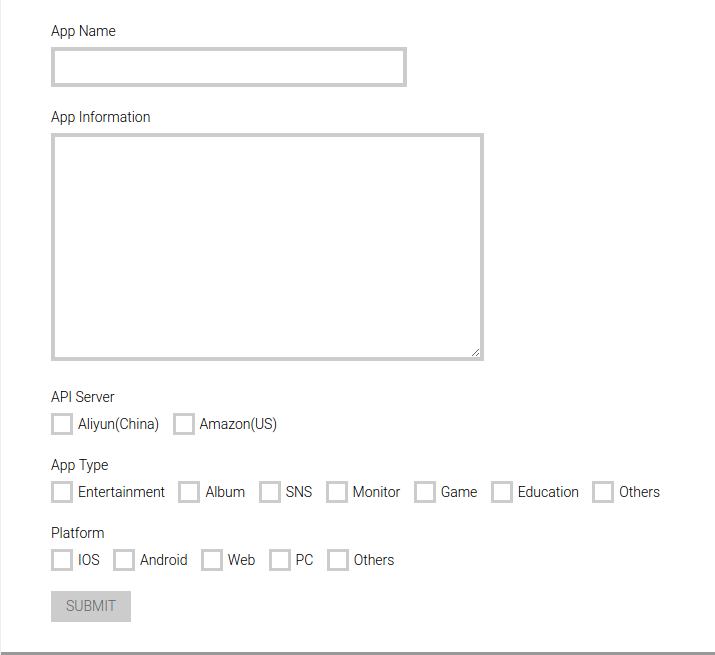 App Name
App Information
API Server
Aliyun(China) Amazon(US)
App Type
Entertainment Album SNS Monitor Game Education Others
Platform
IOS Android Web PC Others
SUBMIT